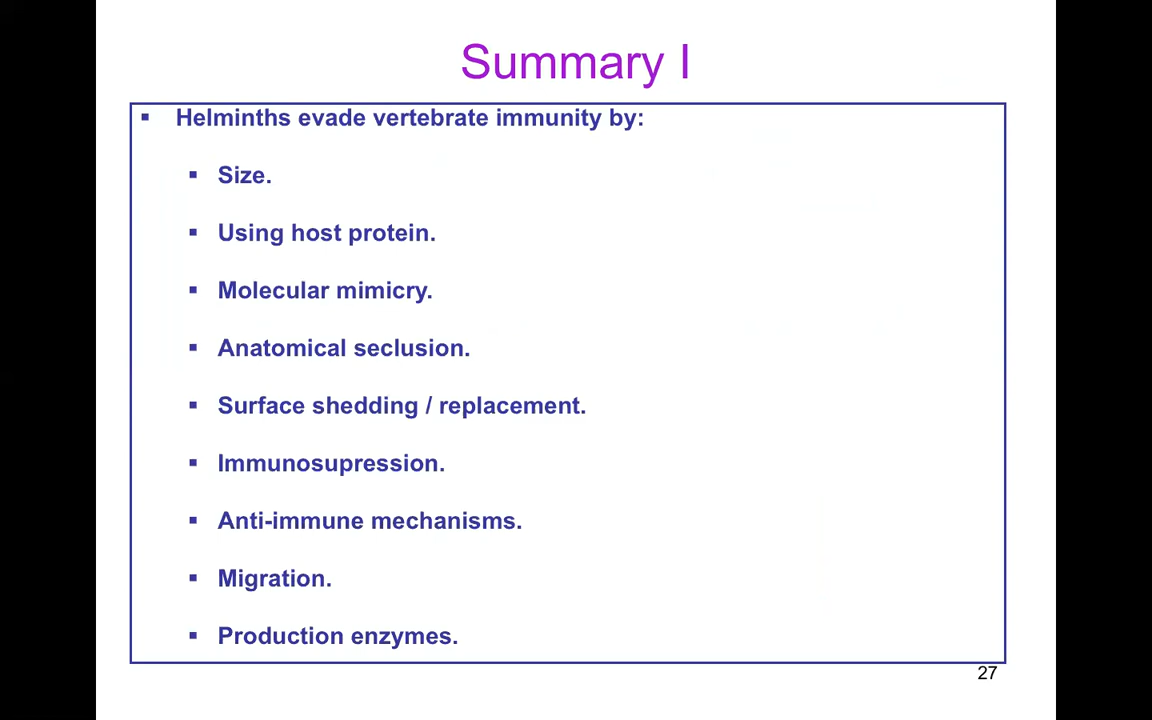 Summary I
▪ Helminths evade vertebrate immunity by:
▪ Size.
▪ Using host protein.
▪ Molecular mimicry.
▪ Anatomical seclusion.
▪ Surface shedding / replacement.
▪ Immunosupression.
▪ Anti-immune mechanisms.
▪ Migration.
▪ Production enzymes.
27